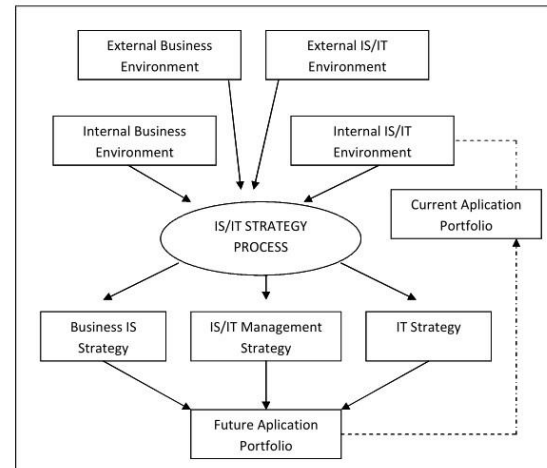 External Business
Environment
External IS/IT
Environment
Internal Business
Environment
Internal IS/IT
Environment
Current Aplication
Portfolio
IS/IT STRATEGY
PROCESS
Business IS
Strategy
IS/IT Management
Strategy
IT Strategy
Future Aplication
Portfolio